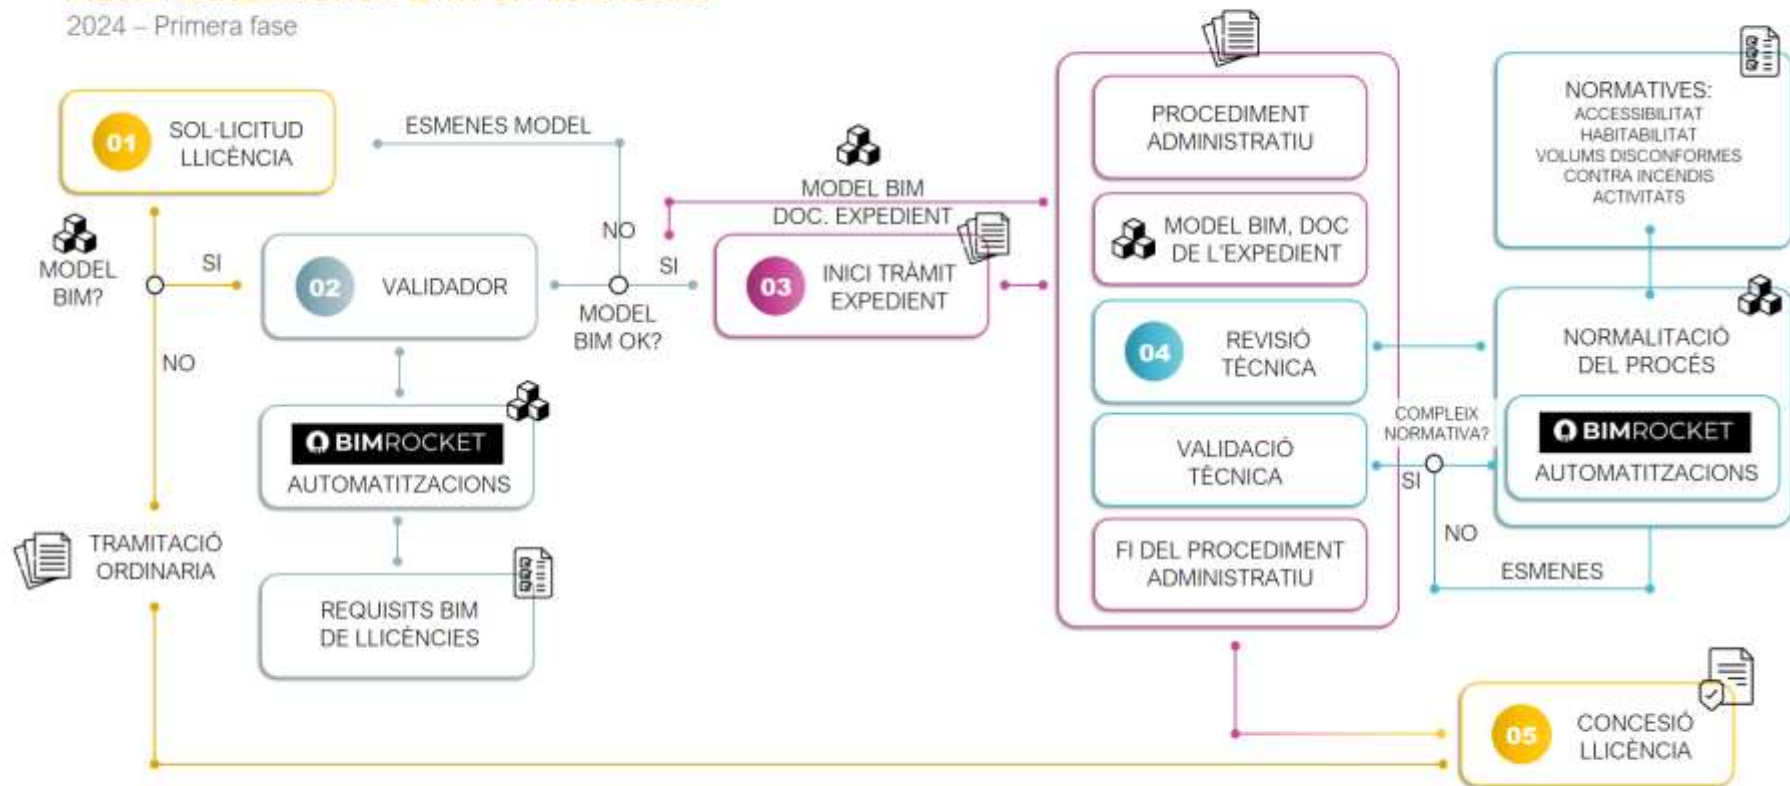 2024 – Primera fase
01
SOL·LICITUD
LLICÈNCIA
ESMENES MODEL
MODEL
BIM?
SI
NO
02
VALIDADOR
NO
SI
MODEL
BIM OK?
BIMROCKET
AUTOMATITZACIONS
REQUISITS BIM
DE LLICÈNCIES
TRAMITACIÓ
ORDINARIA
MODEL BIM
DOC. EXPEDIENT
03
INICI TRÀMIT
EXPEDIENT
PROCEDIMENT
ADMINISTRATIU
MODEL BIM, DOC
DE L'EXPEDIENT
04
REVISIÓ
TÈCNICA
VALIDACIÓ
TÈCNICA
FI DEL PROCEDIMENT
ADMINISTRATIU
NORMATIVES:
ACCESSIBILITAT
HABITABILITAT
VOLUMS DISCONFORMES
CONTRA INCENDIS
ACTIVITATS
NORMALITACIÓ
DEL PROCÉS
BIMROCKET
AUTOMATITZACIONS
COMPLEIX
NORMATIVA?
SI
NO
ESMENES
05
CONCESIÓ
LLICÈNCIA